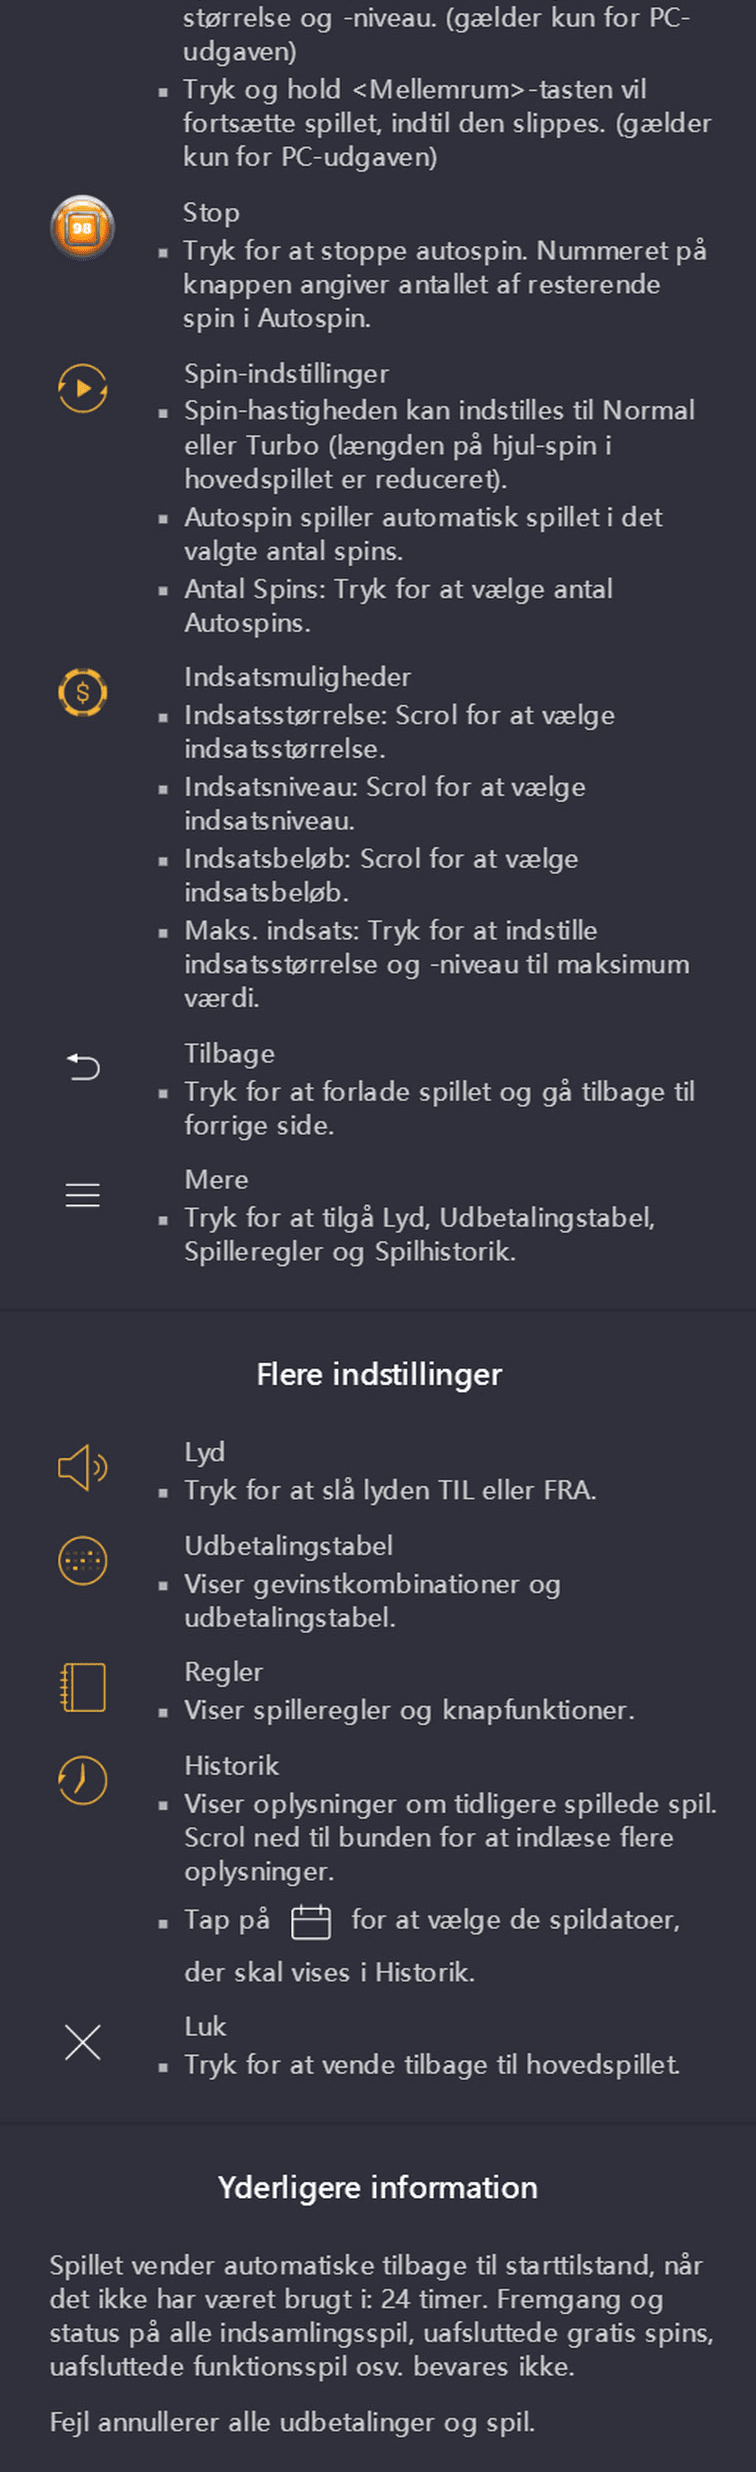 størrelse og -niveau. (gælder kun for PC-
udgaven)
▪ Tryk og hold <Mellemrum>-tasten vil
fortsætte spillet, indtil den slippes. (gælder
kun for PC-udgaven)
98
Stop
▪ Tryk for at stoppe autospin. Nummeret på
knappen angiver antallet af resterende
spin i Autospin.
Spin-indstillinger
▪ Spin-hastigheden kan indstilles til Normal
eller Turbo (længden på hjul-spin i
hovedspillet er reduceret).
▪ Autospin spiller automatisk spillet i det
valgte antal spins.
▪ Antal Spins: Tryk for at vælge antal
Autospins.
$
Indsatsmuligheder
▪ Indsatsstørrelse: Scrol for at vælge
indsatsstørrelse.
▪ Indsatsniveau: Scrol for at vælge
indsatsniveau.
▪ Indsatsbeløb: Scrol for at vælge
indsatsbeløb.
▪ Maks. indsats: Tryk for at indstille
indsatsstørrelse og -niveau til maksimum
værdi.
Tilbage
▪ Tryk for at forlade spillet og gå tilbage til
forrige side.
Mere
▪ Tryk for at tilgå Lyd, Udbetalingstabel,
Spilleregler og Spilhistorik.
Flere indstillinger
Lyd
▪ Tryk for at slå lyden TIL eller FRA.
Udbetalingstabel
▪ Viser gevinstkombinationer og
udbetalingstabel.
Regler
▪ Viser spilleregler og knapfunktioner.
Historik
▪ Viser oplysninger om tidligere spillede spil.
Scrol ned til bunden for at indlæse flere
oplysninger.
▪ Tap på for at vælge de spildatoer,
der skal vises i Historik.
Luk
▪ Tryk for at vende tilbage til hovedspillet.
Yderligere information
Spillet vender automatiske tilbage til starttilstand, når
det ikke har været brugt i: 24 timer. Fremgang og
status på alle indsamlingsspil, uafsluttede gratis spins,
uafsluttede funktionsspil osv. bevares ikke.
Fejl annullerer alle udbetalinger og spil.